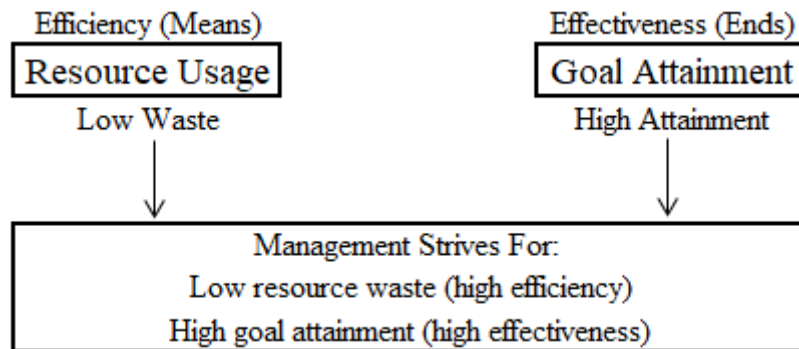 Efficiency (Means)
Resource Usage
Low Waste
Effectiveness (Ends)
Goal Attainment
High Attainment
Management Strives For:
Low resource waste (high efficiency)
High goal attainment (high effectiveness)